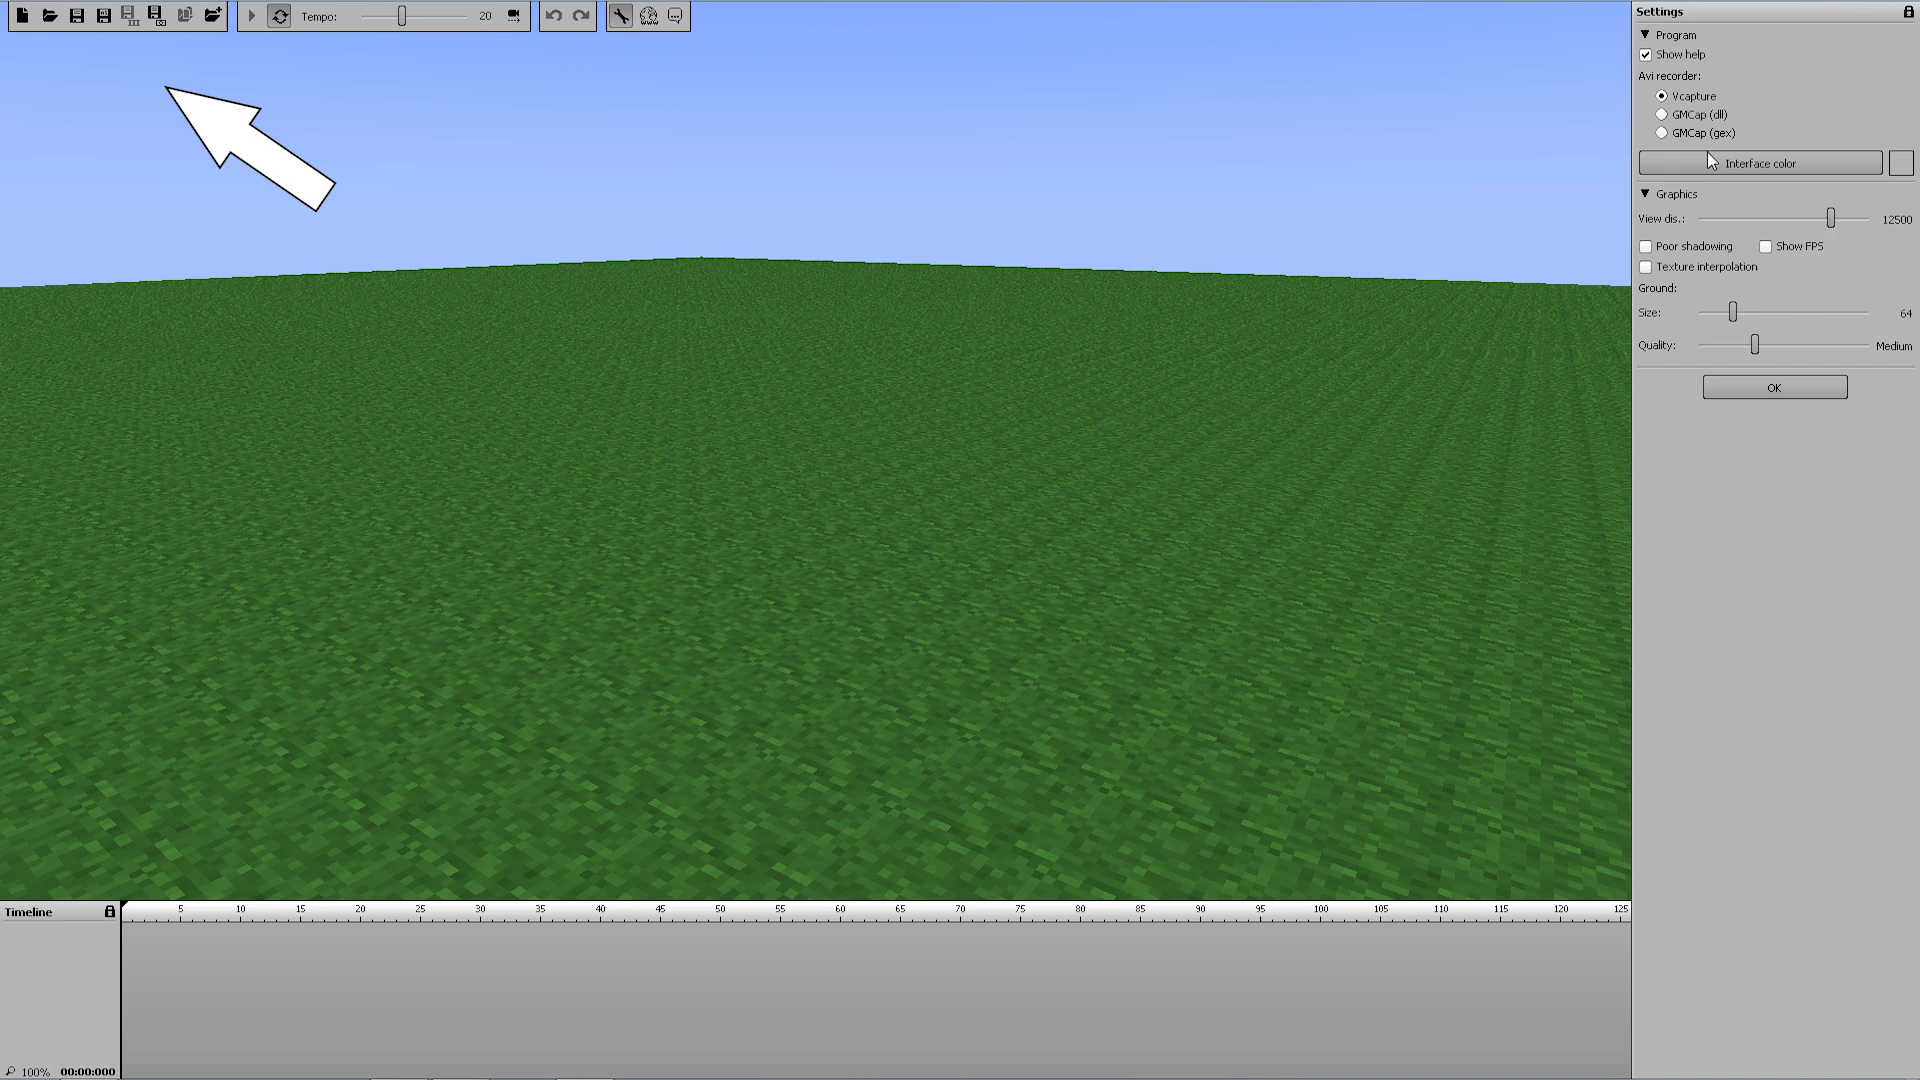 Tempo: 20
Settings
Program
Show help
Avi recorder:
Vcapture
GMCap (dll)
GMCap (gex)
Interface color
Graphics
View dis.: 12500
Poor shadowing Show FPS
Texture interpolation
Ground:
Size: 64
Quality: Medium
OK
Timeline 5 10 15 20 25 30 35 40 45 50 55 60 65 70 75 80 85 90 95 100 105 110 115 120 125
100% 00:00:000